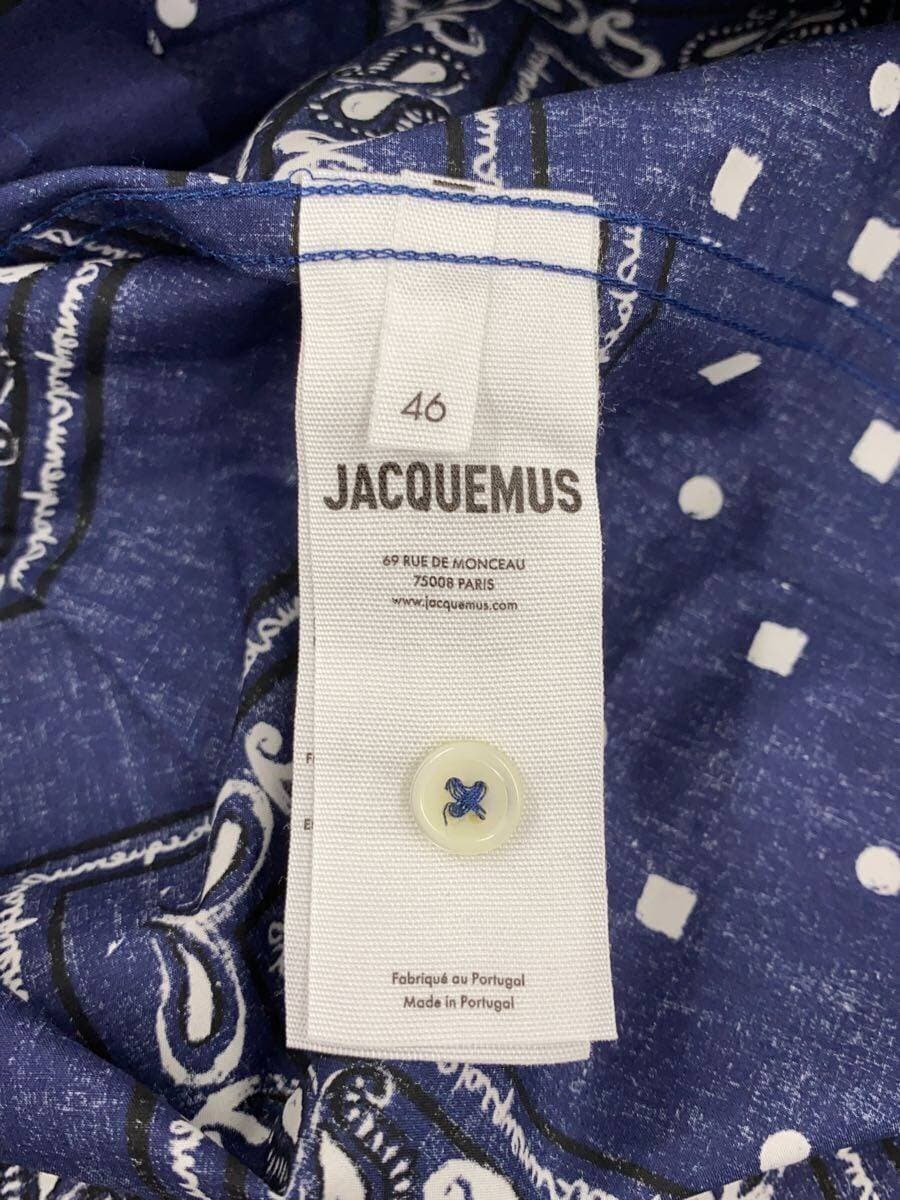 46
JACQUEMUS
69 RUE DE MONCEAU
75008 PARIS
www.jacquemus.com
Fabriqué au Portugal
Made in Portugal